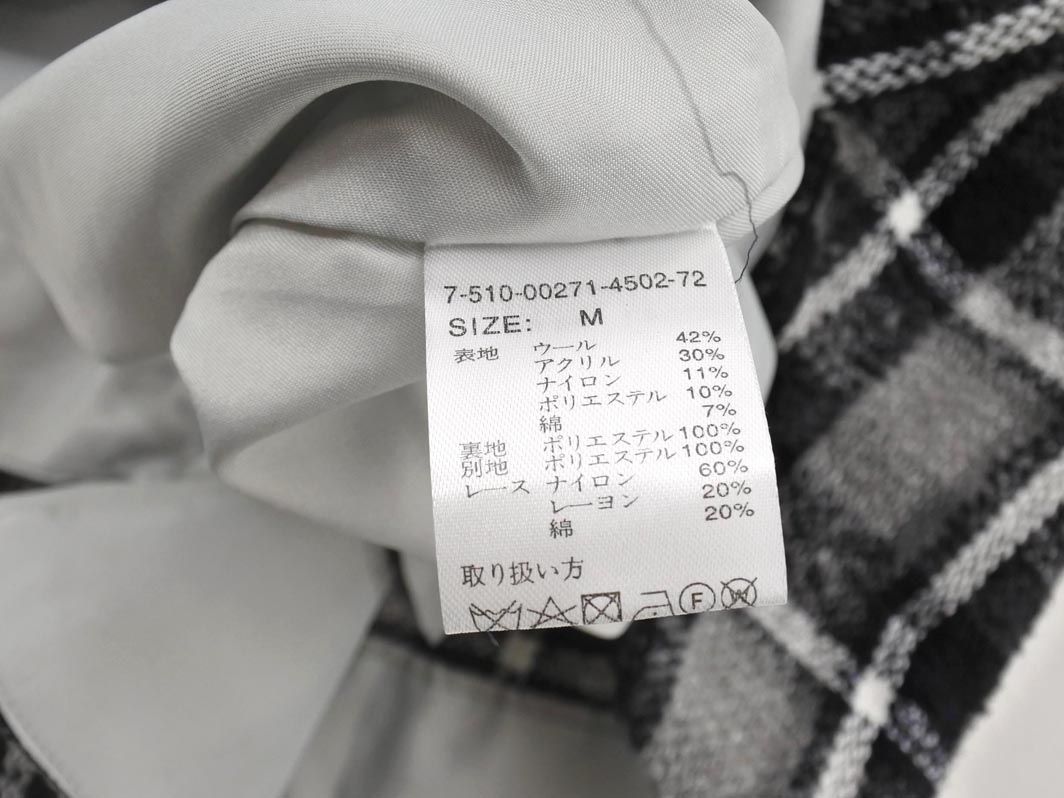 7-510-00271-4502-72
SIZE: M
表地 ウール 42%
アクリル 30%
ナイロン 11%
ポリエステル 10%
綿 7%
裏地 ポリエステル 100%
別地 ポリエステル 100%
レース ナイロン 60%
レーヨン 20%
綿 20%
取り扱い方
F W